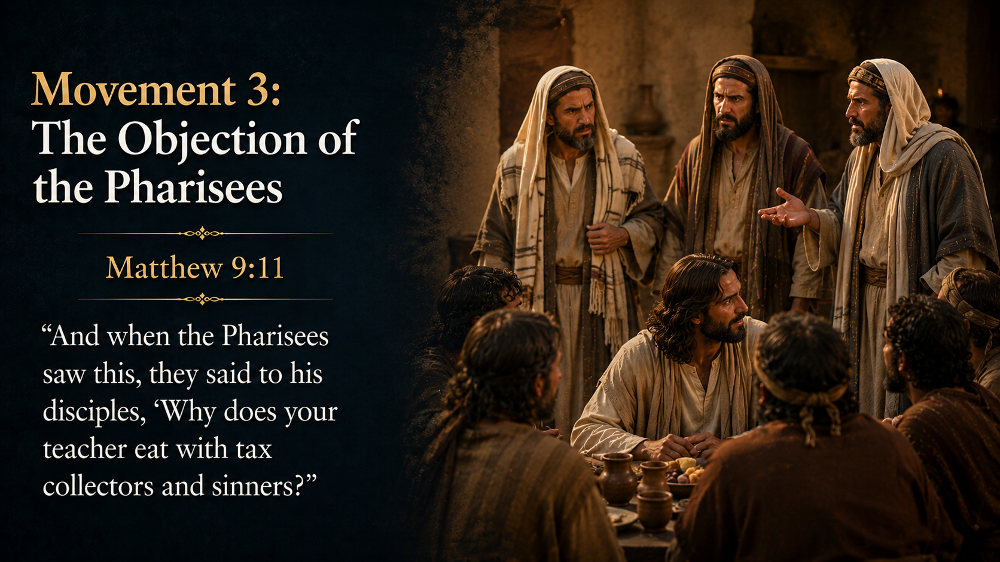 Movement 3:
The Objection of
the Pharisees
Matthew 9:11
“And when the Pharisees
saw this, they said to his
disciples, ‘Why does your
teacher eat with tax
collectors and sinners?”